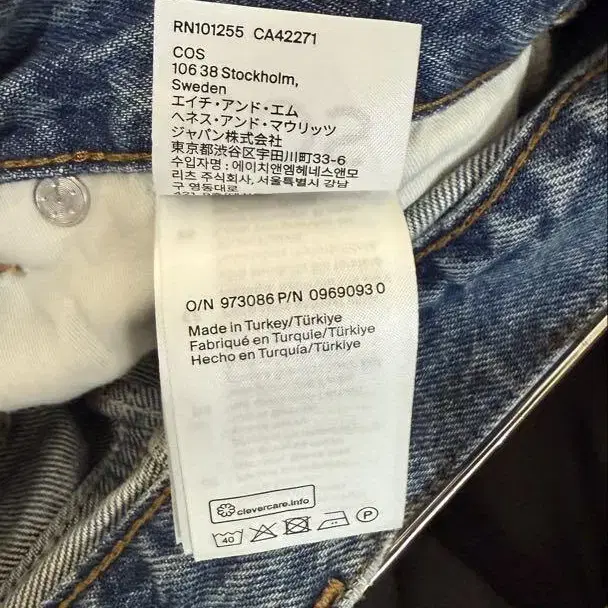 RN101255 CA42271
COS
106 38 Stockholm,
Sweden
エイチ・アンド・エム
ヘネス・アンド・マウリッツ
ジャパン株式会社
東京都渋谷区宇田川町33-6
수입자명 : 에이치앤엠헤네스앤모
리츠 주식회사, 서울특별시 강남
구 영동대로
O/N 973086 P/N 0969093 0
Made in Turkey/Türkiye
Fabriqué en Turquie/Türkiye
Hecho en Turquía/Türkiye
clevercare.info
40
P